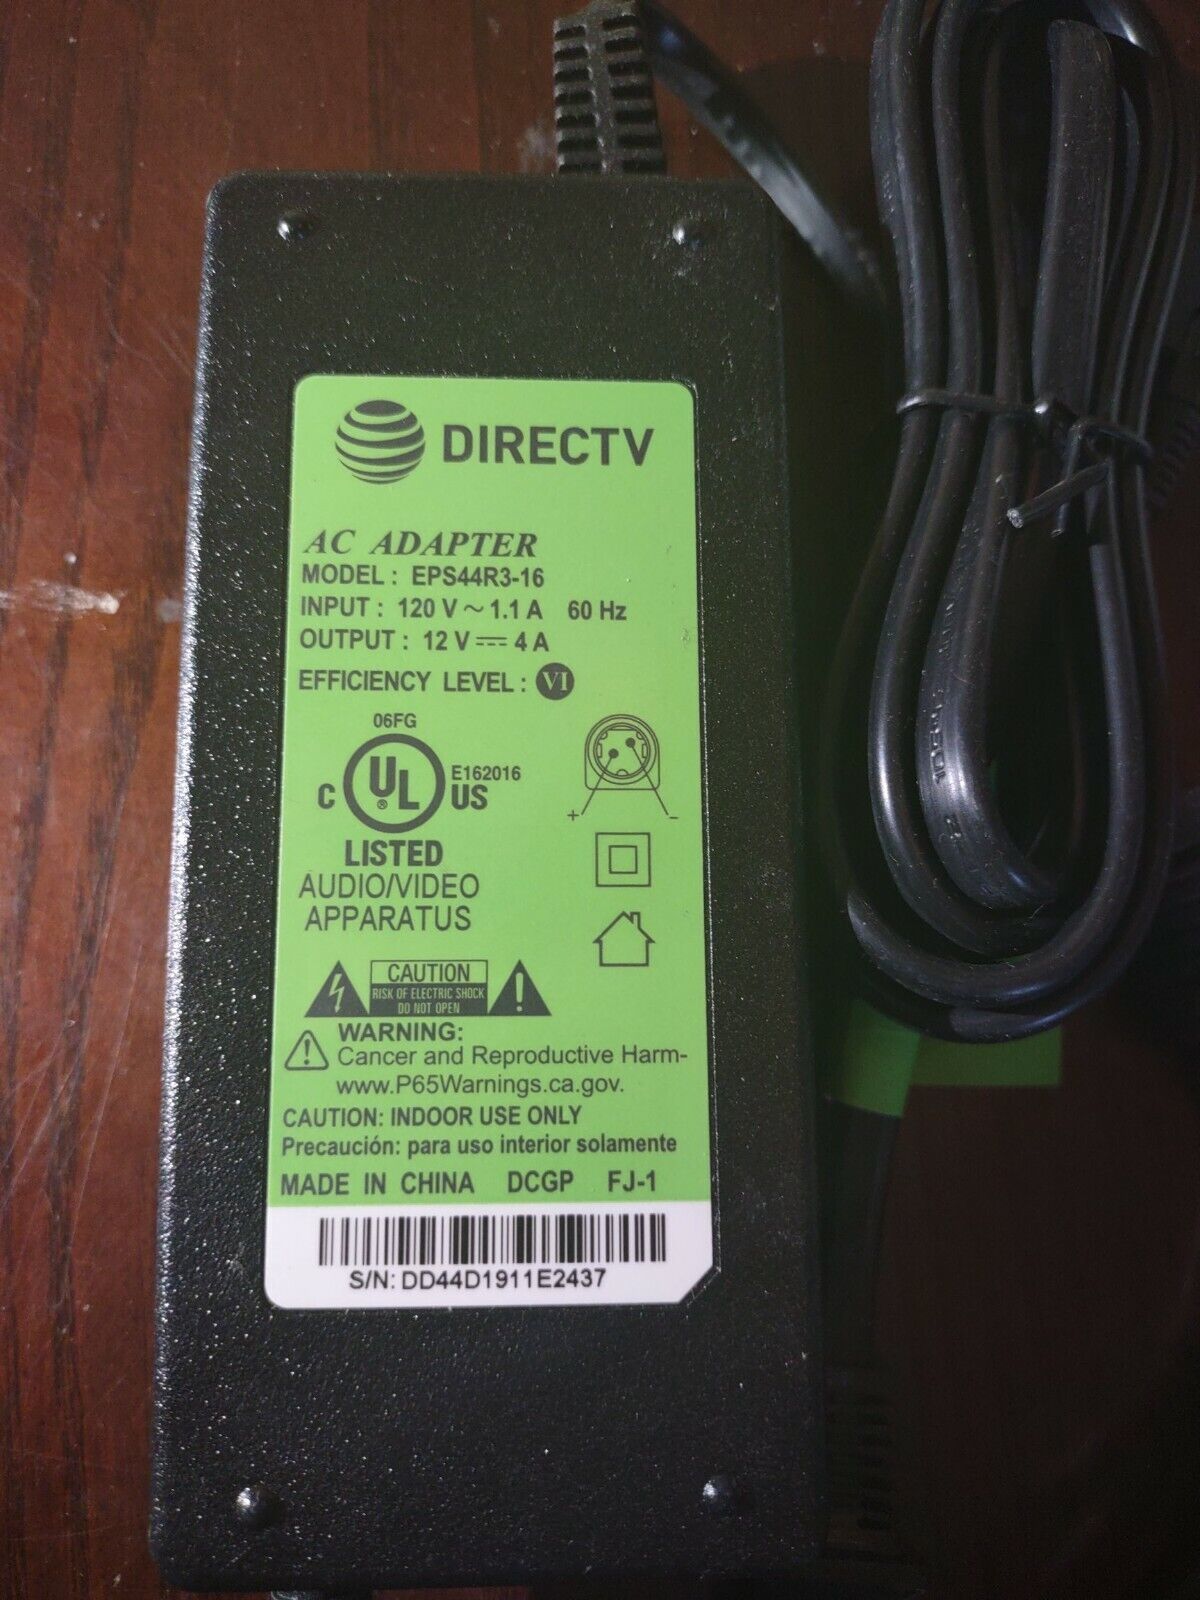 DIRECTV
AC ADAPTER
MODEL : EPS44R3-16
INPUT : 120 V ~ 1.1 A 60 Hz
OUTPUT : 12 V ⎓ 4 A
EFFICIENCY LEVEL : VI
06FG
C UL ® US
E162016
LISTED
AUDIO/VIDEO
APPARATUS
+ -
CAUTION
RISK OF ELECTRIC SHOCK
DO NOT OPEN
WARNING:
Cancer and Reproductive Harm-
www.P65Warnings.ca.gov.
CAUTION: INDOOR USE ONLY
Precaución: para uso interior solamente
MADE IN CHINA DCGP FJ-1
S/N: DD44D1911E2437